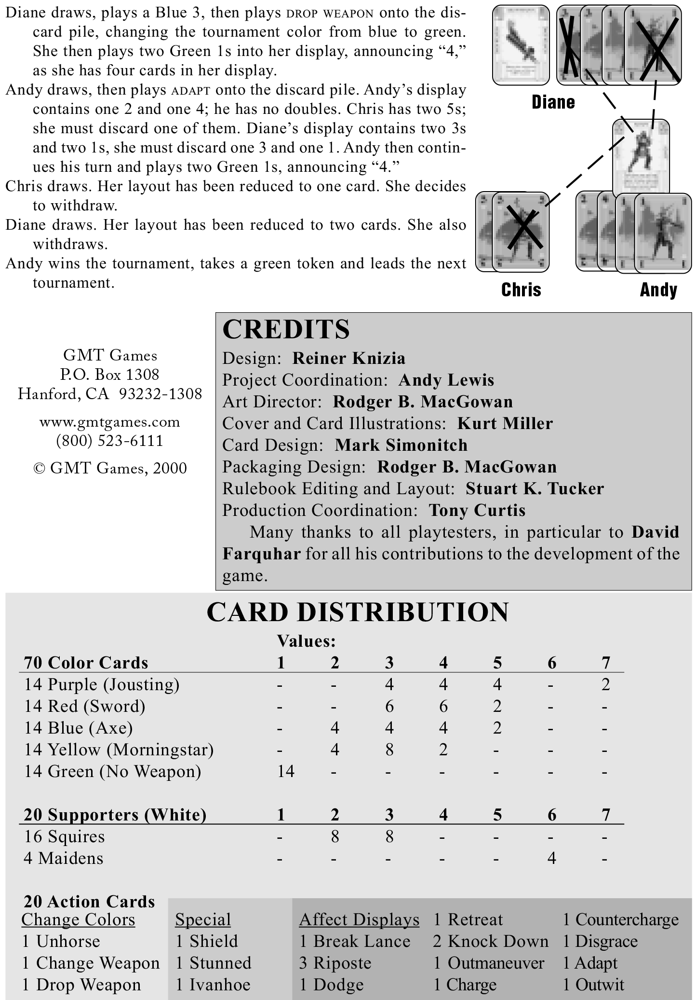 Diane draws, plays a Blue 3, then plays DROP WEAPON onto the dis-
card pile, changing the tournament color from blue to green.
She then plays two Green 1s into her display, announcing “4,”
as she has four cards in her display.
Andy draws, then plays ADAPT onto the discard pile. Andy’s display
contains one 2 and one 4; he has no doubles. Chris has two 5s;
she must discard one of them. Diane’s display contains two 3s
and two 1s, she must discard one 3 and one 1. Andy then contin-
ues his turn and plays two Green 1s, announcing “4.”
Chris draws. Her layout has been reduced to one card. She decides
to withdraw.
Diane draws. Her layout has been reduced to two cards. She also
withdraws.
Andy wins the tournament, takes a green token and leads the next
tournament.
Diane
Chris
Andy
GMT Games
P.O. Box 1308
Hanford, CA 93232-1308
www.gmtgames.com
(800) 523-6111
© GMT Games, 2000
CREDITS
Design: Reiner Knizia
Project Coordination: Andy Lewis
Art Director: Rodger B. MacGowan
Cover and Card Illustrations: Kurt Miller
Card Design: Mark Simonitch
Packaging Design: Rodger B. MacGowan
Rulebook Editing and Layout: Stuart K. Tucker
Production Coordination: Tony Curtis
Many thanks to all playtesters, in particular to David
Farquhar for all his contributions to the development of the
game.
CARD DISTRIBUTION
Values:
70 Color Cards 1 2 3 4 5 6 7
14 Purple (Jousting) - - 4 4 4 - 2
14 Red (Sword) - - 6 6 2 - -
14 Blue (Axe) - 4 4 4 2 - -
14 Yellow (Morningstar) - 4 8 2 - - -
14 Green (No Weapon) 14 - - - - - -
20 Supporters (White) 1 2 3 4 5 6 7
16 Squires - 8 8 - - - -
4 Maidens - - - - - 4 -
20 Action Cards
Change Colors Special Affect Displays 1 Retreat 1 Countercharge
1 Unhorse 1 Shield 1 Break Lance 2 Knock Down 1 Disgrace
1 Change Weapon 1 Stunned 3 Riposte 1 Outmaneuver 1 Adapt
1 Drop Weapon 1 Ivanhoe 1 Dodge 1 Charge 1 Outwit